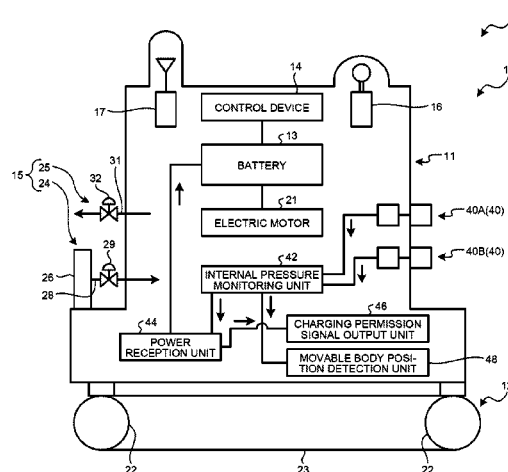 1
14
CONTROL DEVICE
17
16
13
BATTERY
11
32
31
25
15
24
21
ELECTRIC MOTOR
40A(40)
29
42
40B(40)
26
28
INTERNAL PRESSURE
MONITORING UNIT
44
46
POWER
RECEPTION UNIT
CHARGING PERMISSION
SIGNAL OUTPUT UNIT
MOVABLE BODY POSI-
TION DETECTION UNIT
48
22
23
22